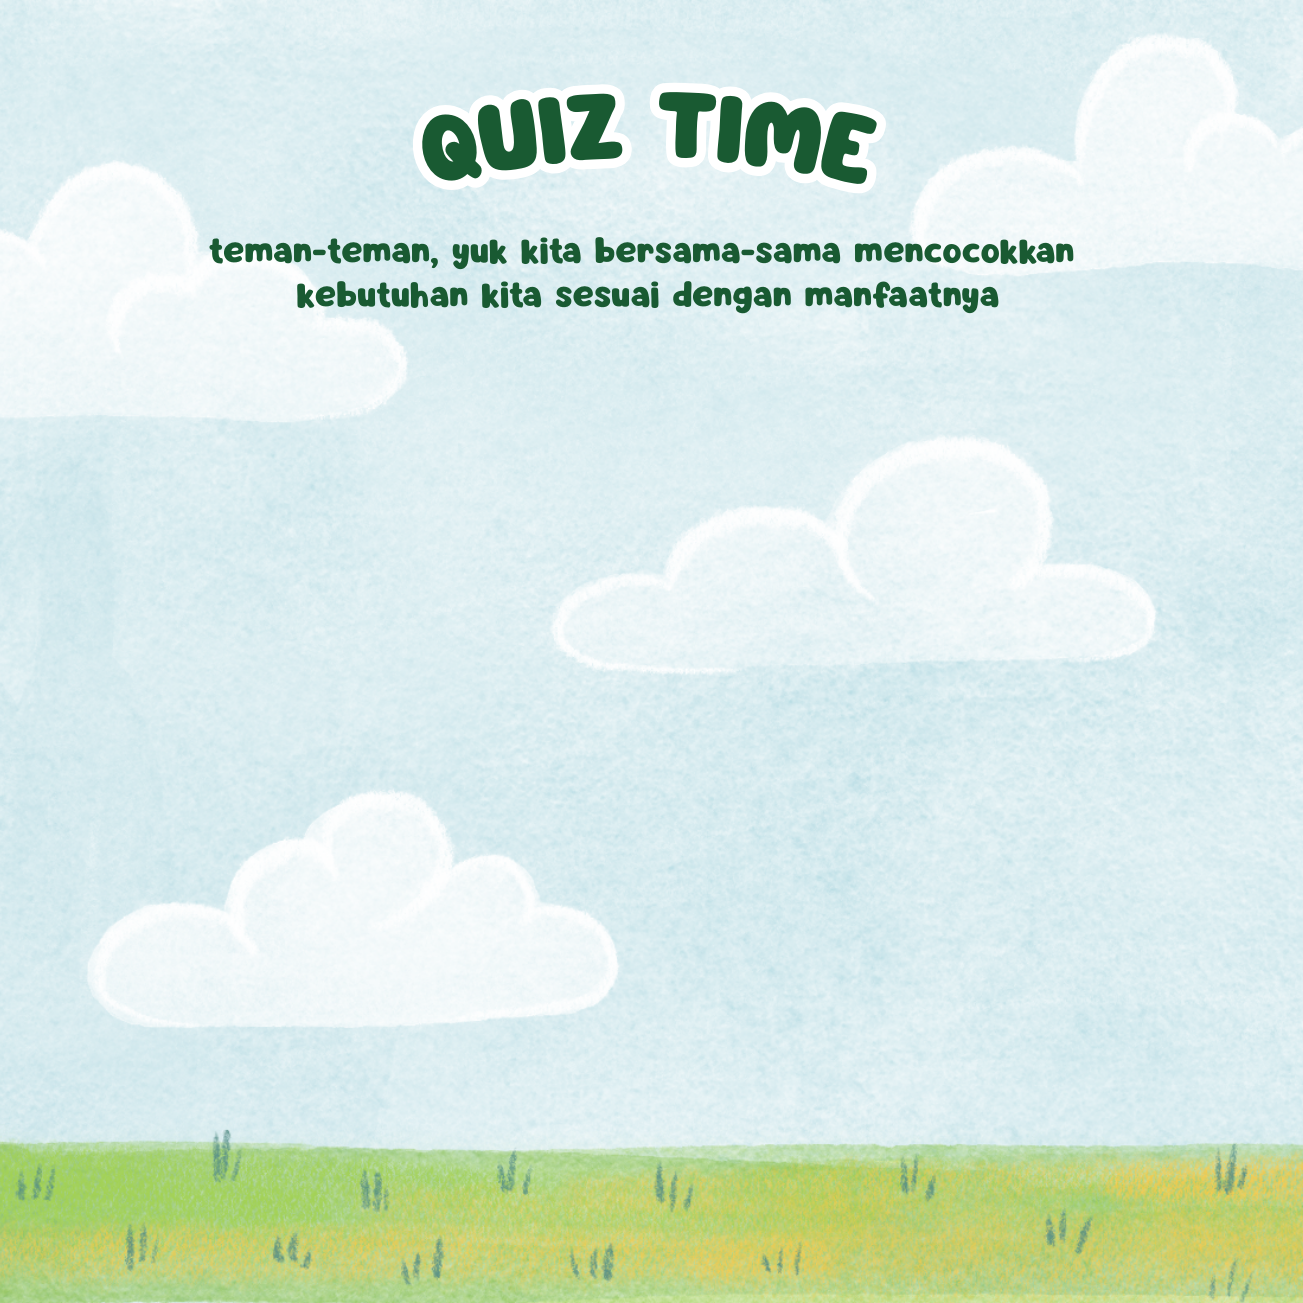 QUIZ TIME
teman-teman, yuk kita bersama-sama mencocokkan
kebutuhan kita sesuai dengan manfaatnya